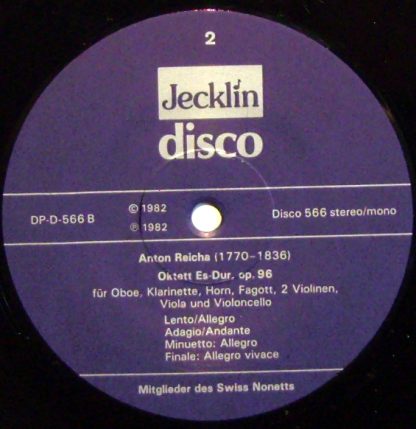 2
Jecklin
disco
DP-D-566 B
© 1982
℗ 1982
Disco 566 stereo/mono
Anton Reicha (1770–1836)
Oktett Es-Dur, op. 96
für Oboe, Klarinette, Horn, Fagott, 2 Violinen,
Viola und Violoncello
Lento/Allegro
Adagio/Andante
Minuetto: Allegro
Finale: Allegro vivace
Mitglieder des Swiss Nonetts